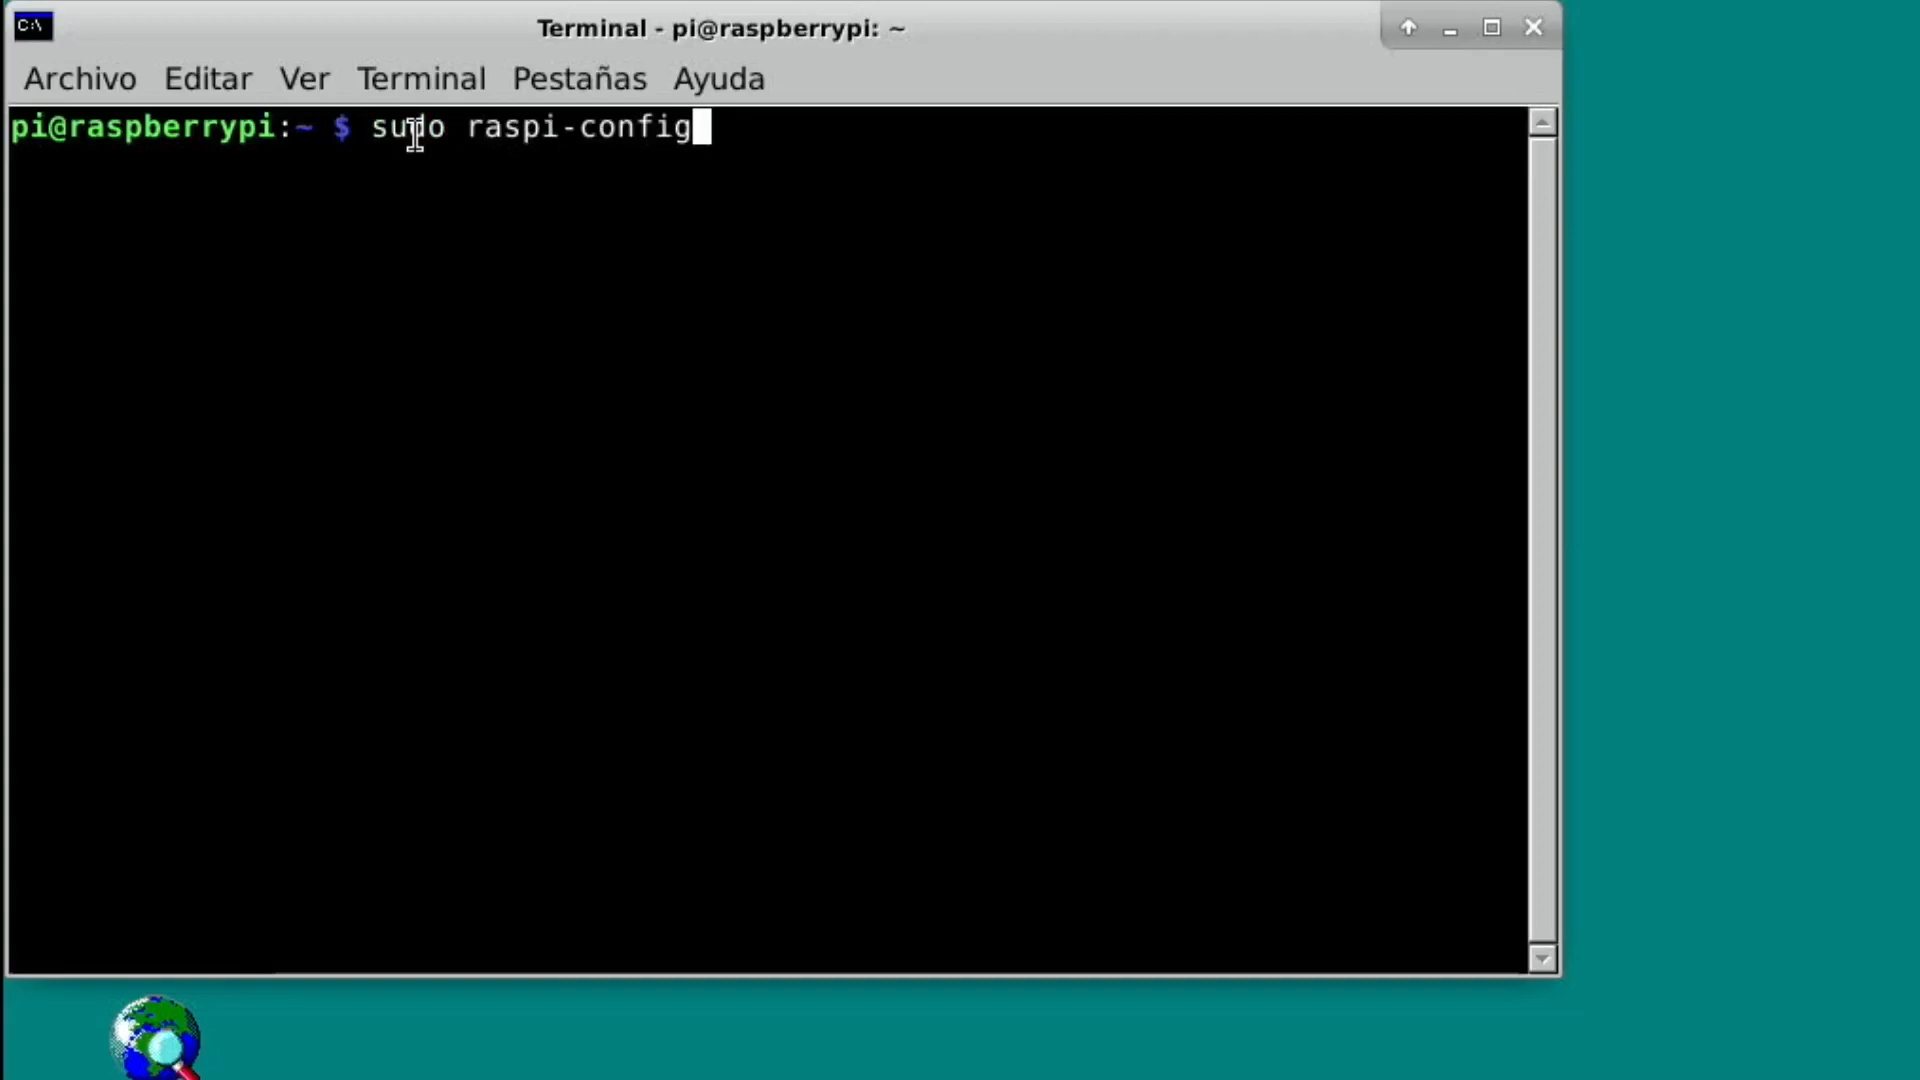 C:\
Terminal - pi@raspberrypi: ~
Archivo Editar Ver Terminal Pestañas Ayuda
pi@raspberrypi:~ $ sudo raspi-config